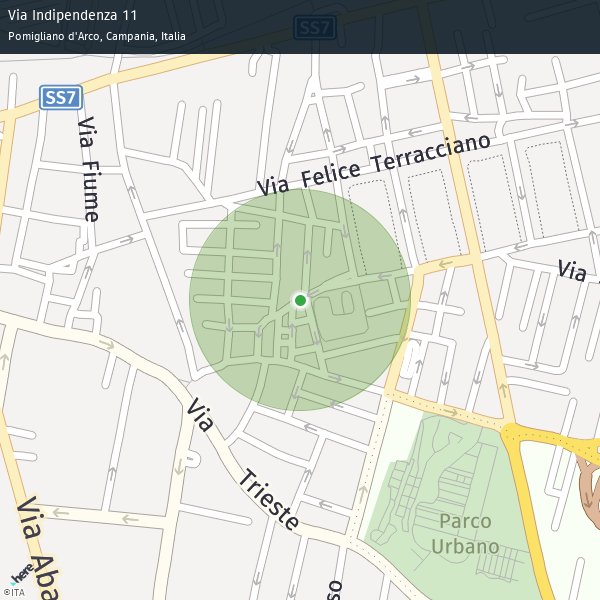 Via Indipendenza 11
Pomigliano d'Arco, Campania, Italia
SS7
SS7
Via Fiume
Via Felice Terracciano
Via
Via Trieste
Via Aba
Parco
Urbano
os
here
©ITA